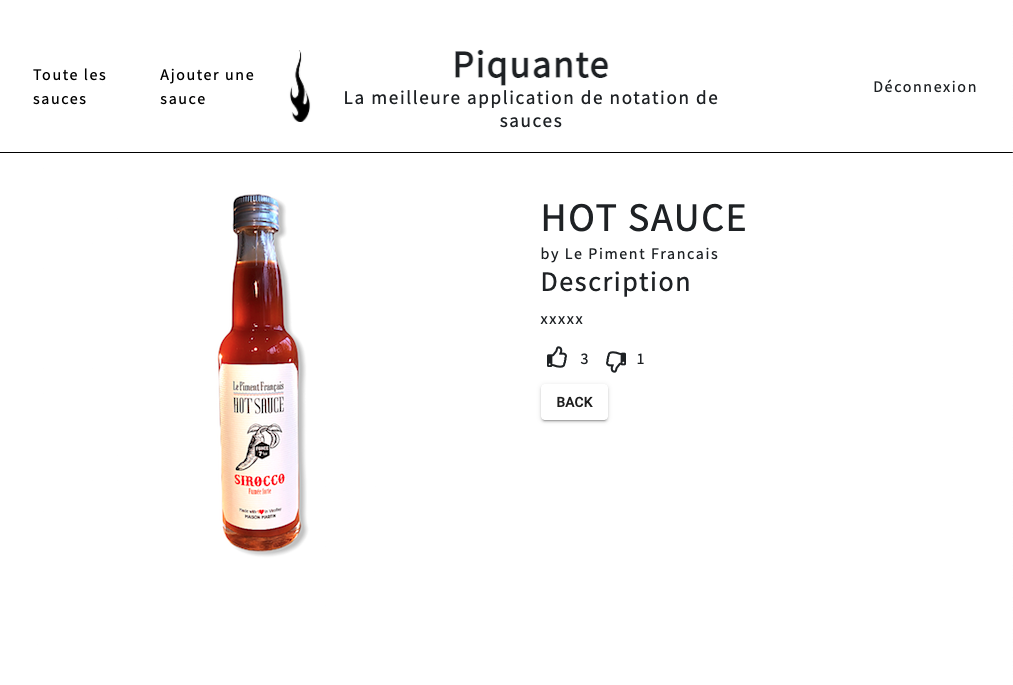 Toute les
sauces
Ajouter une
sauce
Piquante
La meilleure application de notation de
sauces
Déconnexion
HOT SAUCE
by Le Piment Francais
Description
xxxxx
3
1
BACK
Le Piment Français
HOT SAUCE
SIROCCO
Fumée forte